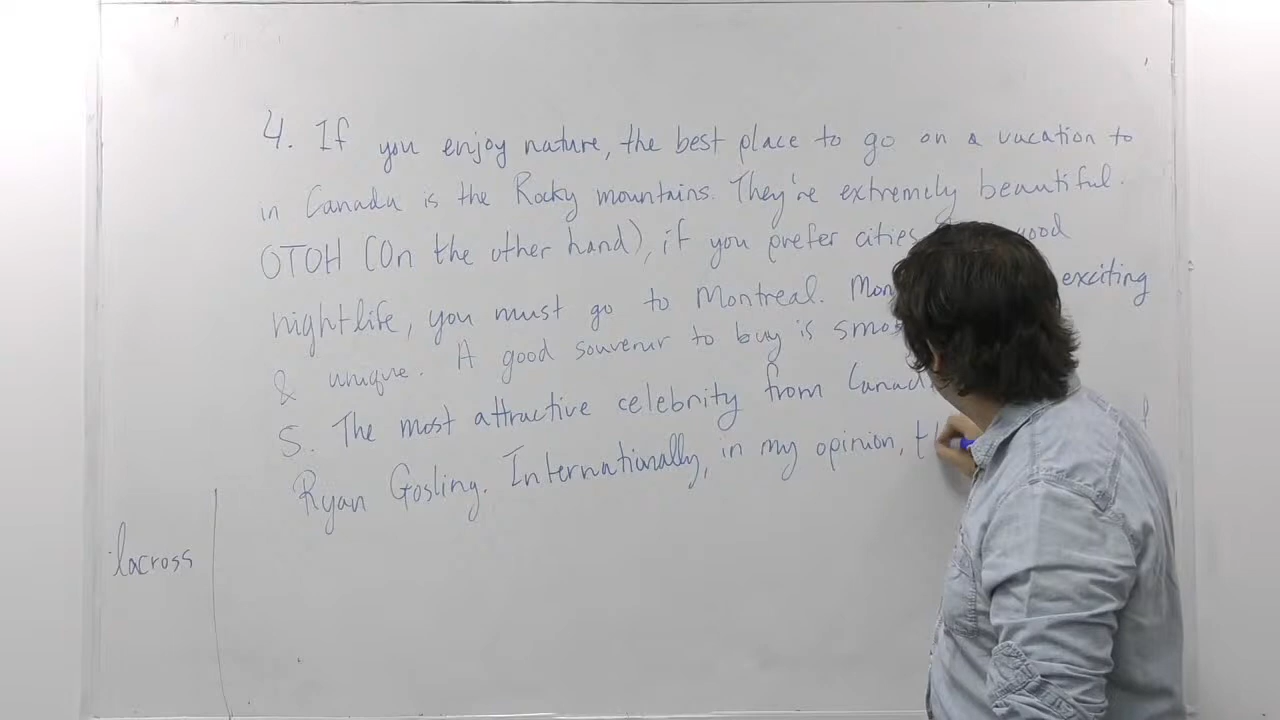 4. If you enjoy nature, the best place to go on a vacation to
in Canada is the Rocky mountains. They're extremely beautiful.
OTOH (On the other hand), if you prefer cities
nightlife, you must go to Montreal. exciting
& unique. A good souvenir to buy is
5. The most attractive celebrity from
Ryan Gosling. Internationally, in my opinion,
lacross